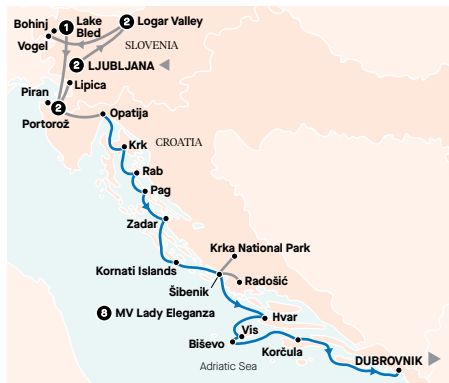 Bohinj
1
Lake
Bled
2
Logar Valley
Vogel
SLOVENIA
2
LJUBLJANA
Lipica
Piran
2
Portorož
Opatija
Krk
CROATIA
Rab
Pag
Zadar
Krka National Park
Kornati Islands
Radošić
Šibenik
8
MV Lady Eleganza
Hvar
Vis
Biševo
Korčula
DUBROVNIK
Adriatic Sea